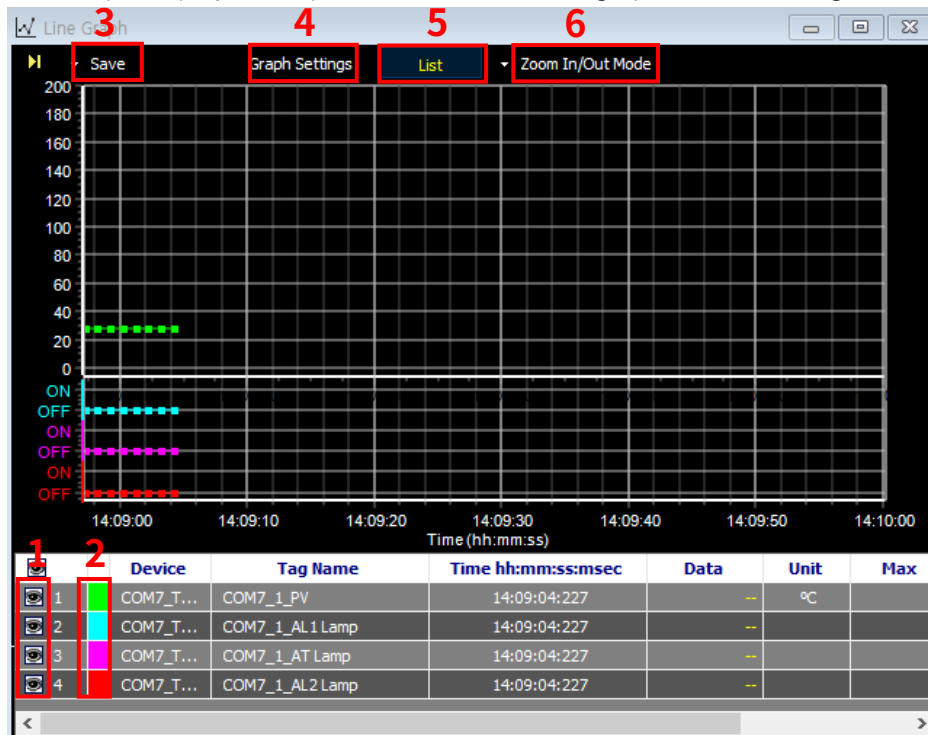 Line Graph
3 4 5 6
Save Graph Settings List Zoom In/Out Mode
200
180
160
140
120
100
80
60
40
20
0
ON
OFF
ON
OFF
ON
OFF
14:09:00 14:09:10 14:09:20 14:09:30 14:09:40 14:09:50 14:10:00
Time (hh:mm:ss)
1 2
Device Tag Name Time hh:mm:ss:msec Data Unit Max
1 COM7_T... COM7_1_PV 14:09:04:227 -- ºC
2 COM7_T... COM7_1_AL1 Lamp 14:09:04:227 --
3 COM7_T... COM7_1_AT Lamp 14:09:04:227 --
4 COM7_T... COM7_1_AL2 Lamp 14:09:04:227 --